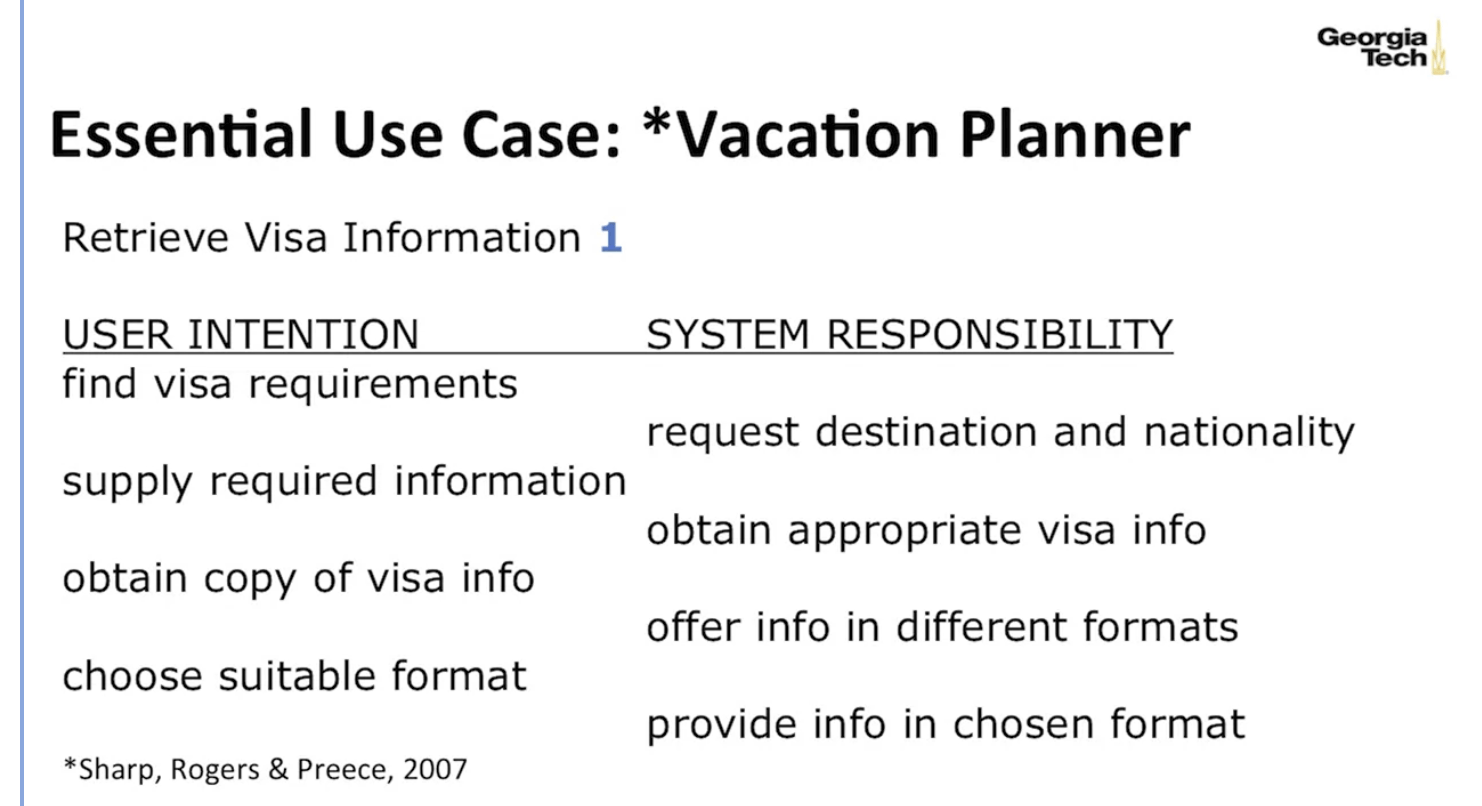 Georgia
Tech
Essential Use Case: *Vacation Planner
Retrieve Visa Information 1
USER INTENTION SYSTEM RESPONSIBILITY
find visa requirements
request destination and nationality
supply required information
obtain appropriate visa info
obtain copy of visa info
offer info in different formats
choose suitable format
provide info in chosen format
*Sharp, Rogers & Preece, 2007